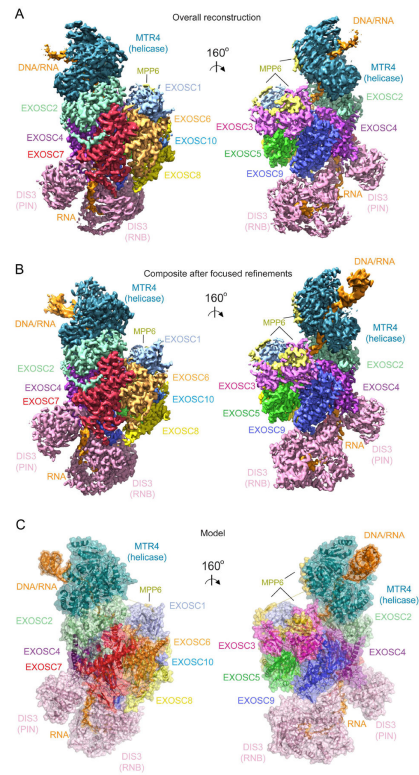 A
Overall reconstruction
DNA/RNA
MTR4
(helicase)
MPP6
EXOSC1
EXOSC2
EXOSC4
EXOSC7
EXOSC6
EXOSC10
EXOSC8
DIS3
(PIN)
RNA
DIS3
(RNB)
160°
DNA/RNA
MPP6
MTR4
(helicase)
EXOSC2
EXOSC3
EXOSC4
EXOSC5
EXOSC9
DIS3
(PIN)
RNA
DIS3
(RNB)
B
Composite after focused refinements
MTR4
(helicase)
DNA/RNA
MPP6
EXOSC1
EXOSC2
EXOSC4
EXOSC7
EXOSC6
EXOSC10
EXOSC8
DIS3
(PIN)
RNA
DIS3
(RNB)
160°
DNA/RNA
MPP6
MTR4
(helicase)
EXOSC2
EXOSC3
EXOSC4
EXOSC5
EXOSC9
RNA
DIS3
(PIN)
DIS3
(RNB)
C
Model
MTR4
(helicase)
DNA/RNA
MPP6
EXOSC1
EXOSC2
EXOSC4
EXOSC7
EXOSC6
EXOSC10
EXOSC8
DIS3
(PIN)
RNA
DIS3
(RNB)
160°
DNA/RNA
MPP6
MTR4
(helicase)
EXOSC2
EXOSC3
EXOSC4
EXOSC5
EXOSC9
RNA
DIS3
(PIN)
DIS3
(RNB)